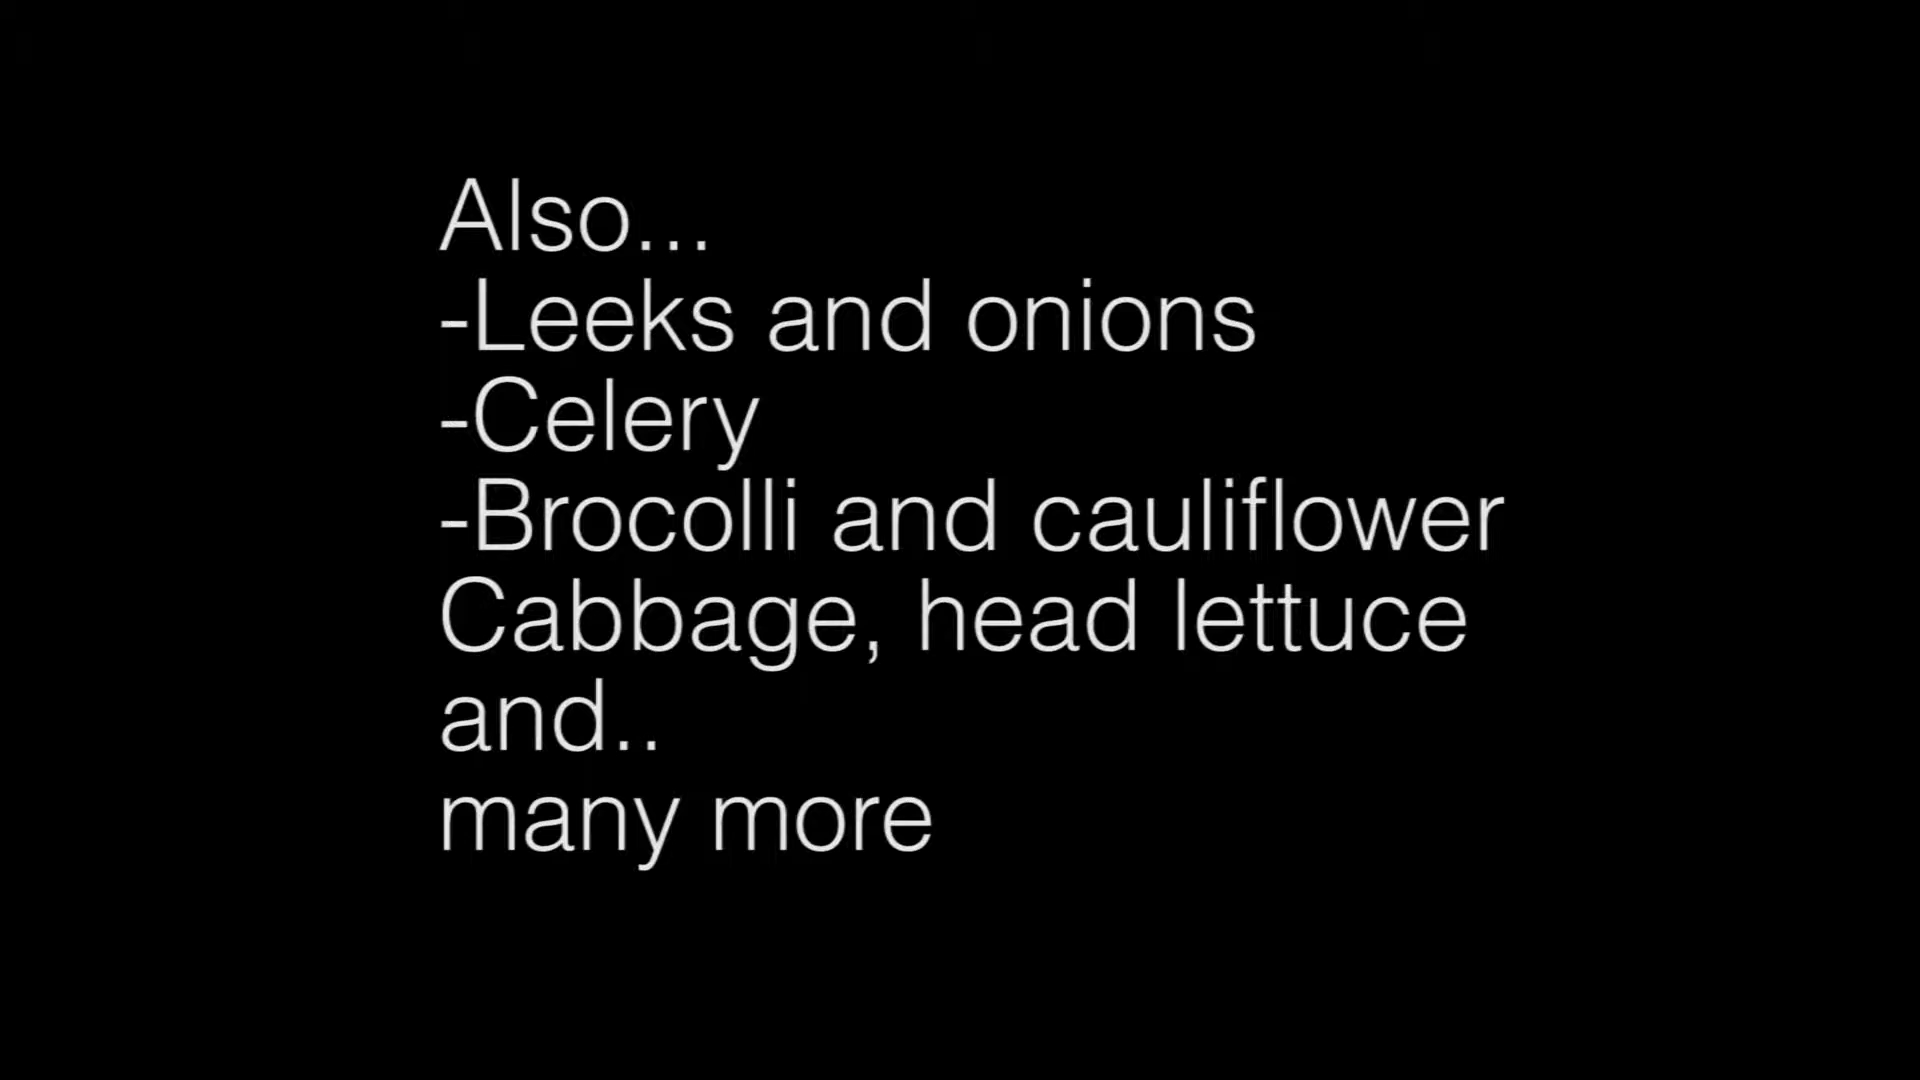 Also...
-Leeks and onions
-Celery
-Brocolli and cauliflower
Cabbage, head lettuce
and..
many more